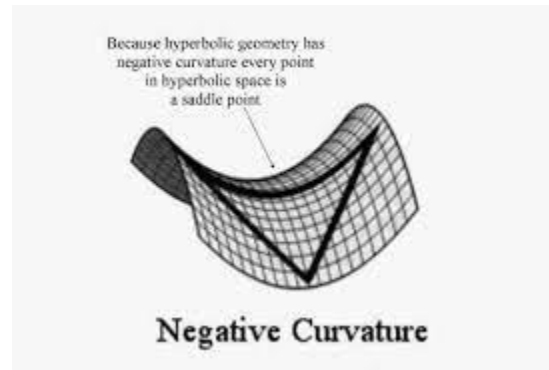 Because hyperbolic geometry has
negative curvature every point
in hyperbolic space is
a saddle point
Negative Curvature